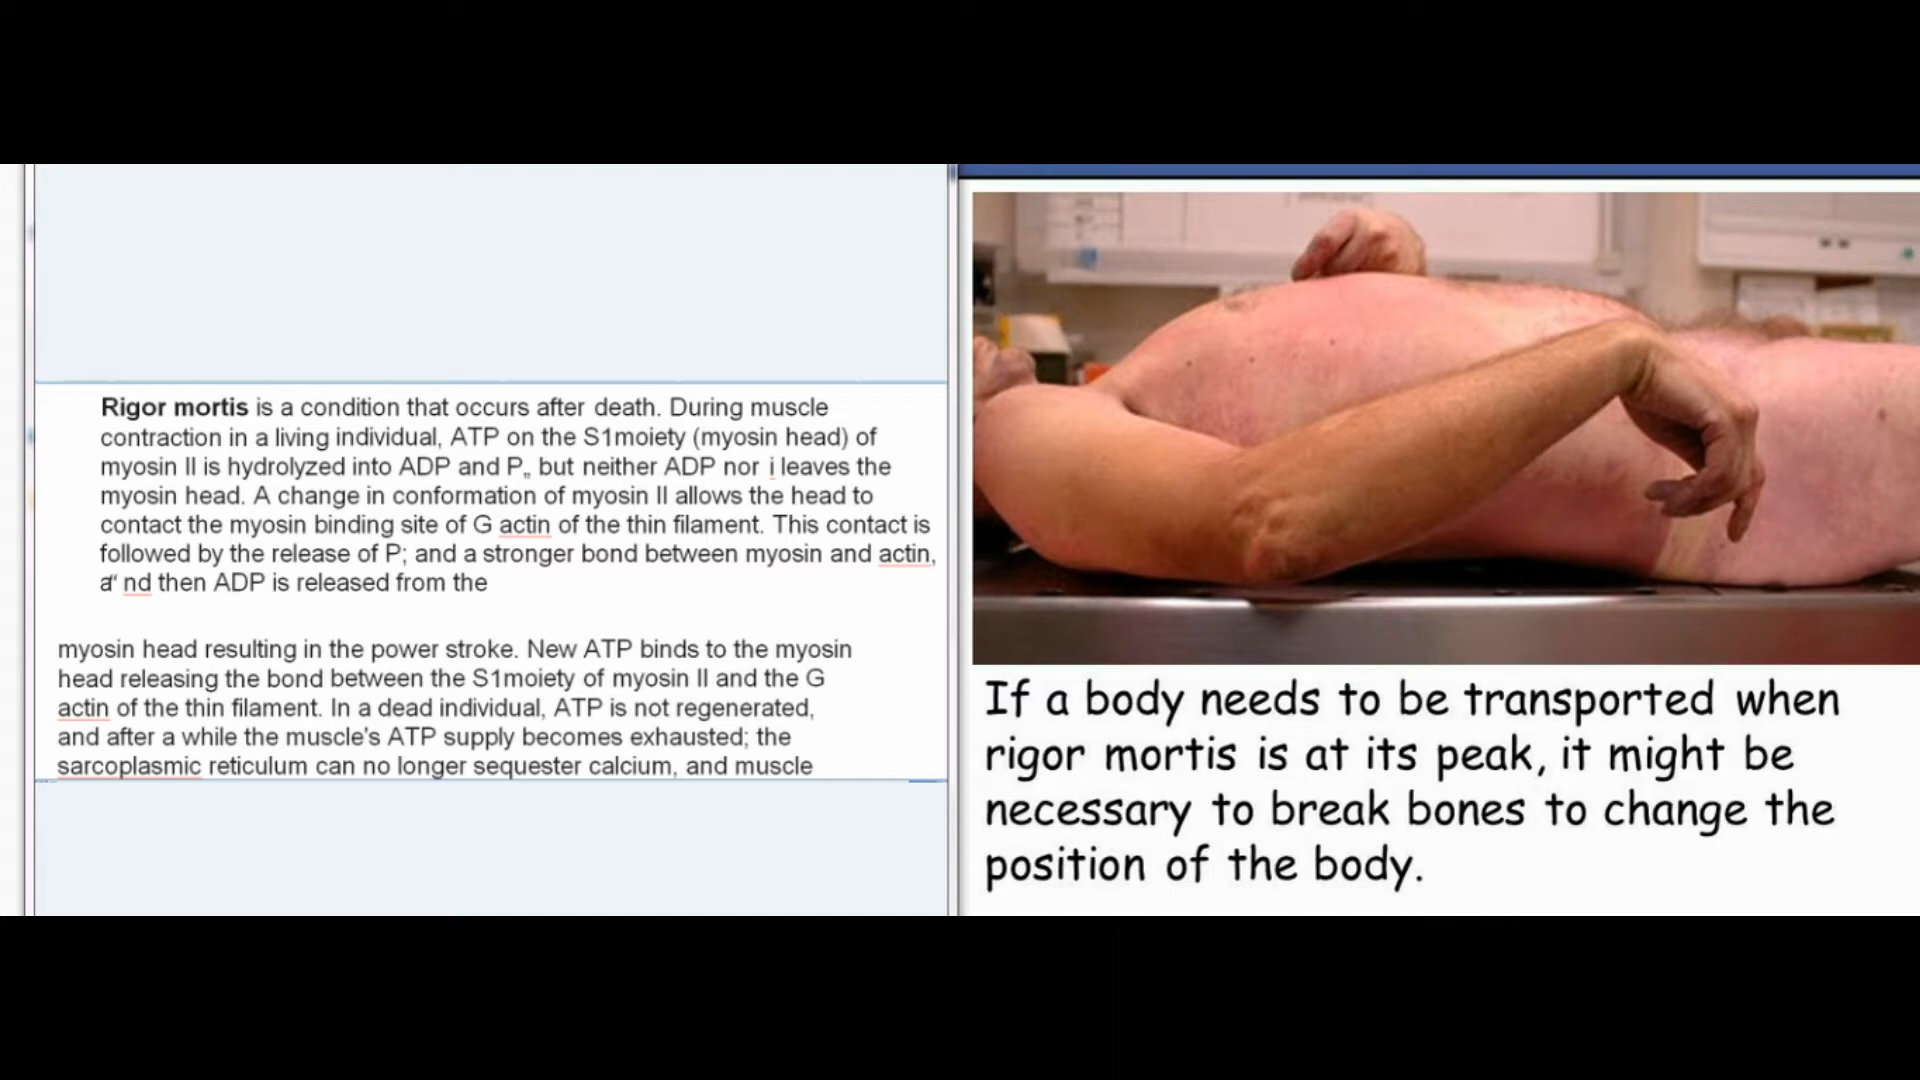 Rigor mortis is a condition that occurs after death. During muscle
contraction in a living individual, ATP on the S1moiety (myosin head) of
myosin II is hydrolyzed into ADP and P,, but neither ADP nor i leaves the
myosin head. A change in conformation of myosin II allows the head to
contact the myosin binding site of G actin of the thin filament. This contact is
followed by the release of P; and a stronger bond between myosin and actin,
a‘ nd then ADP is released from the
myosin head resulting in the power stroke. New ATP binds to the myosin
head releasing the bond between the S1moiety of myosin II and the G
actin of the thin filament. In a dead individual, ATP is not regenerated,
and after a while the muscle's ATP supply becomes exhausted; the
sarcoplasmic reticulum can no longer sequester calcium, and muscle
If a body needs to be transported when
rigor mortis is at its peak, it might be
necessary to break bones to change the
position of the body.